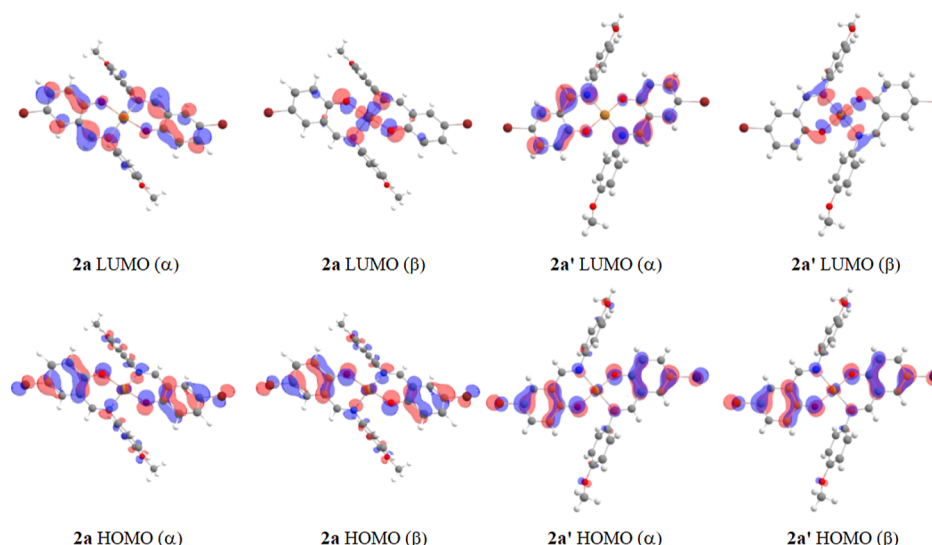 2a LUMO (α) 2a LUMO (β) 2a' LUMO (α) 2a' LUMO (β)
2a HOMO (α) 2a HOMO (β) 2a' HOMO (α) 2a' HOMO (β)